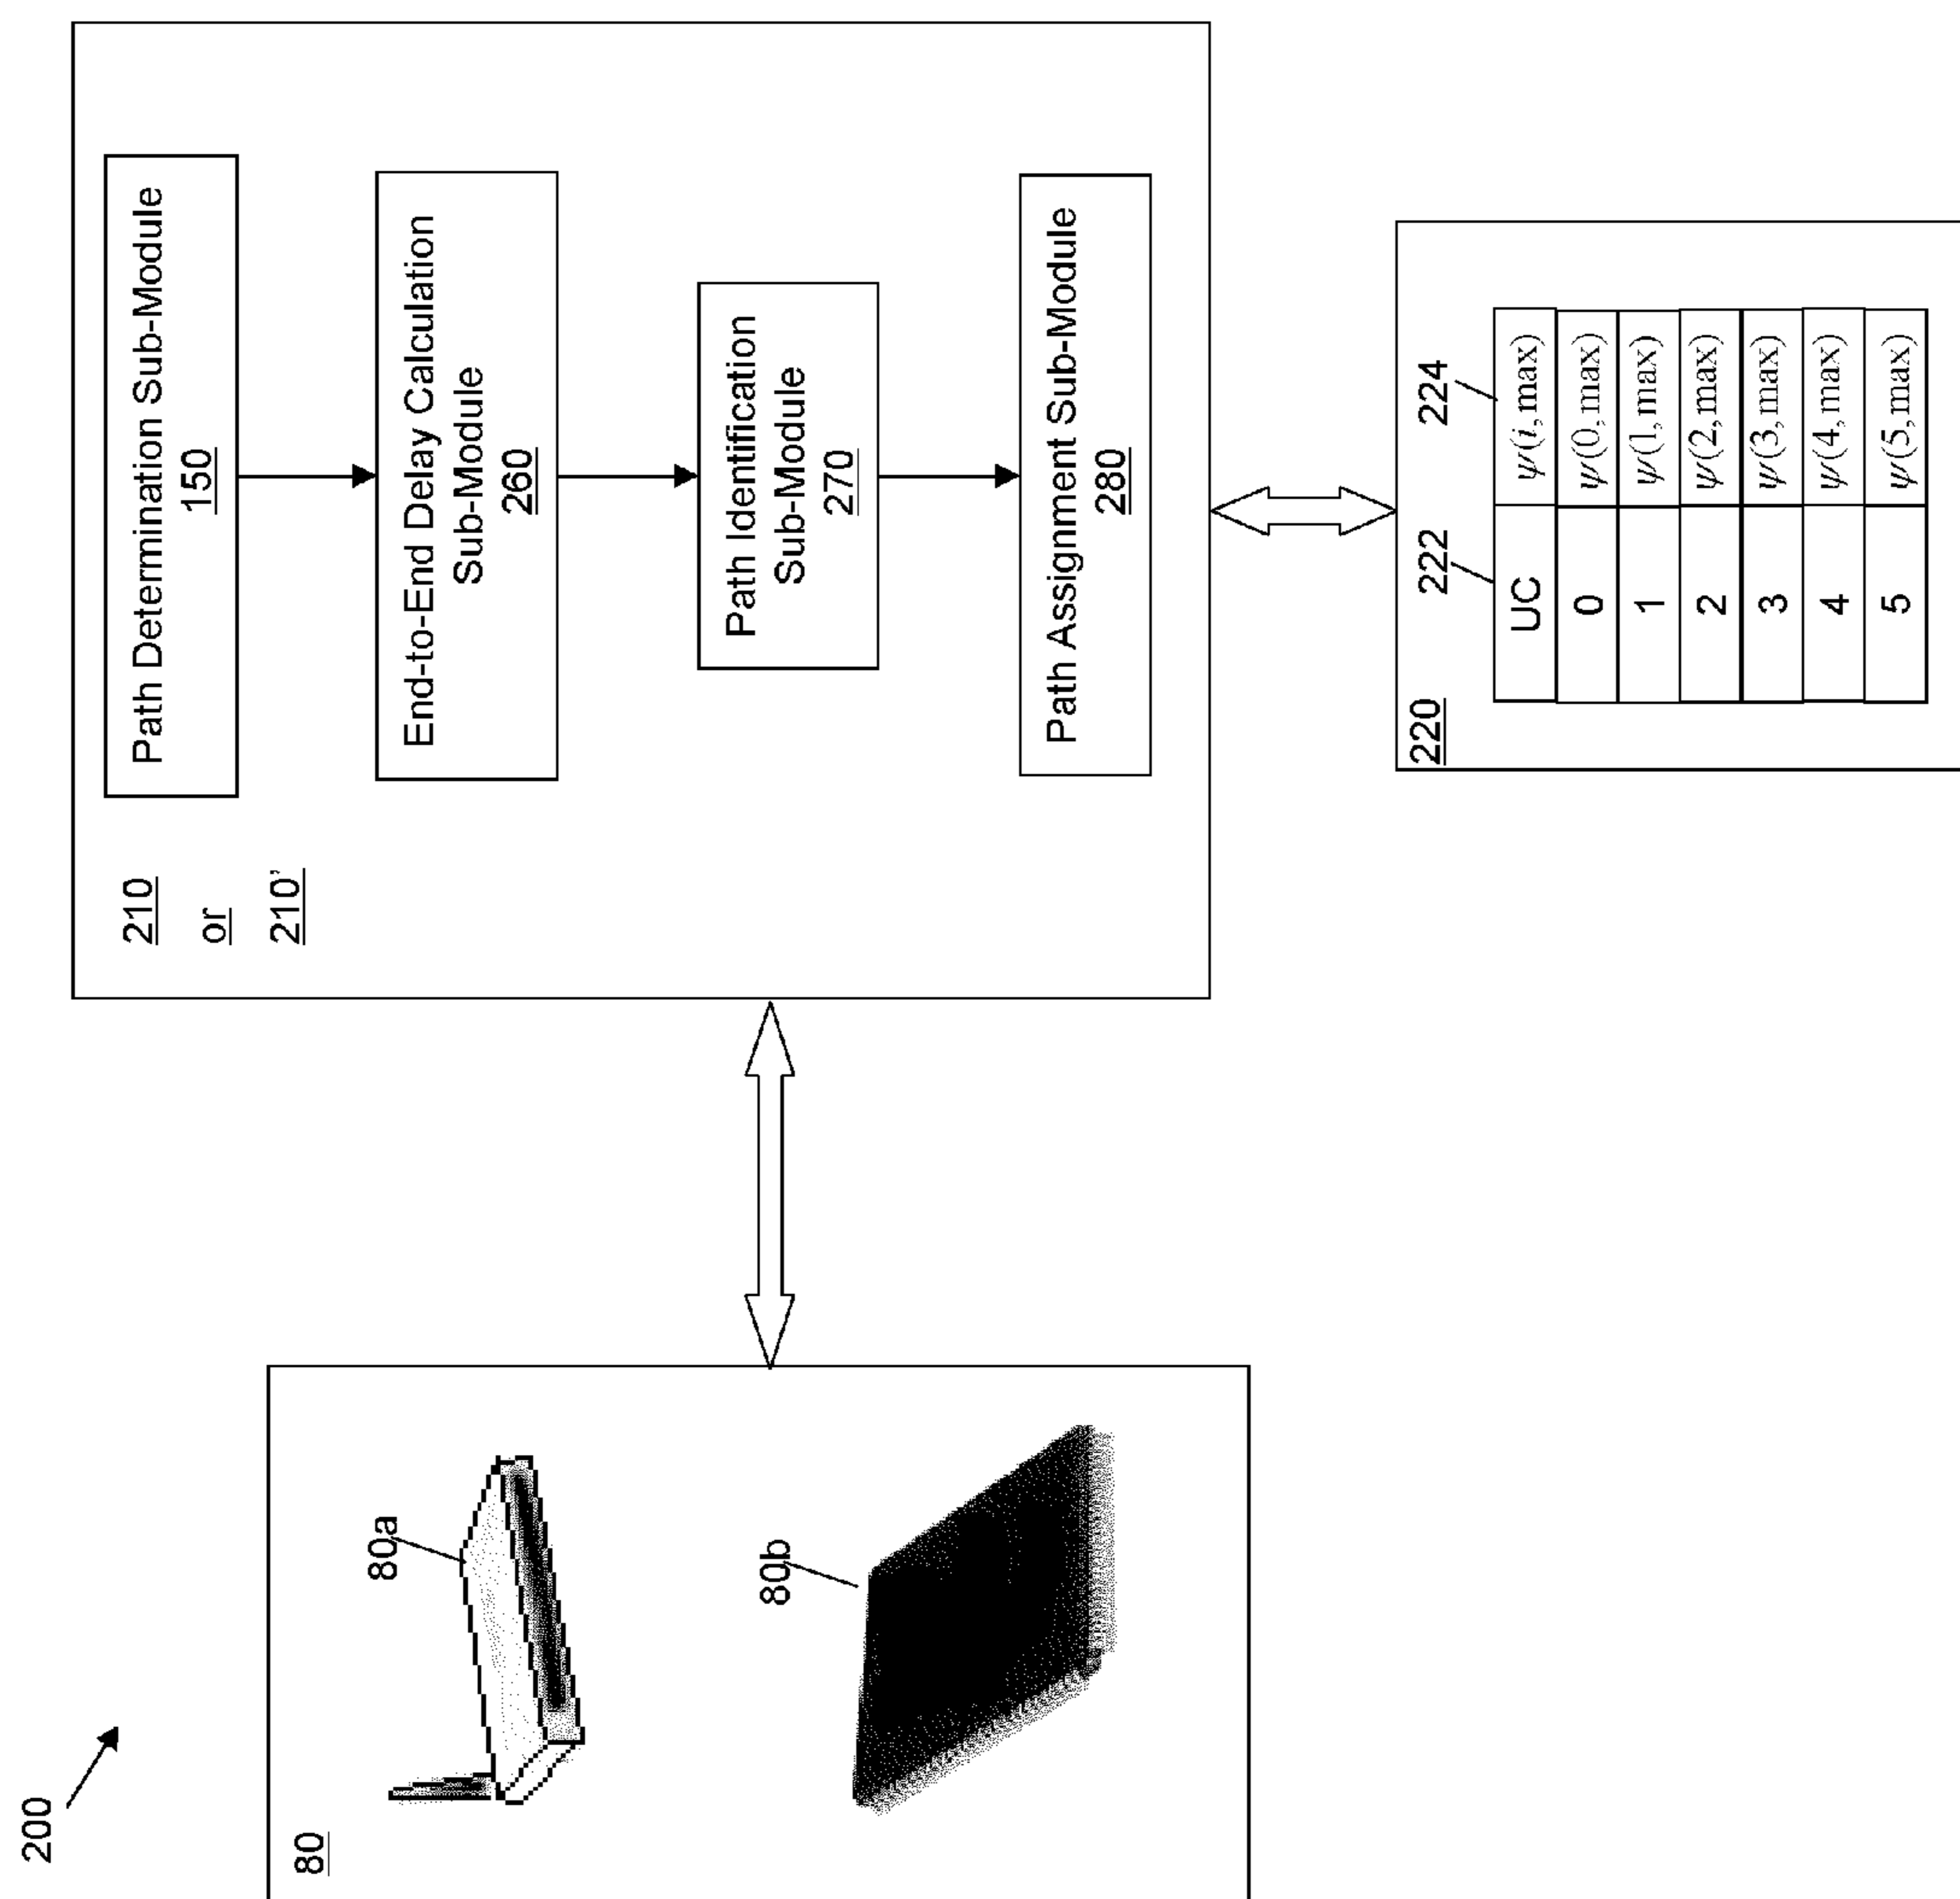 200
80
80a
80b
210
or
210'
Path Determination Sub-Module
150
End-to-End Delay Calculation
Sub-Module
260
Path Identification
Sub-Module
270
Path Assignment Sub-Module
280
220
222
224
UC ψ(i,max)
0 ψ(0,max)
1 ψ(1,max)
2 ψ(2,max)
3 ψ(3,max)
4 ψ(4,max)
5 ψ(5,max)